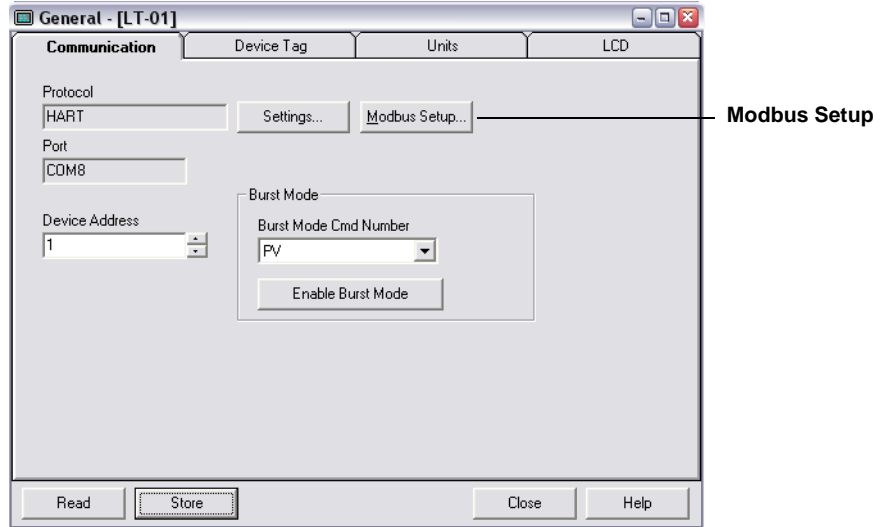 General - [LT-01]
Communication Device Tag Units LCD
Protocol
HART Settings... Modbus Setup... Modbus Setup
Port
COM8
Burst Mode
Device Address Burst Mode Cmd Number
1 PV
Enable Burst Mode
Read Store Close Help